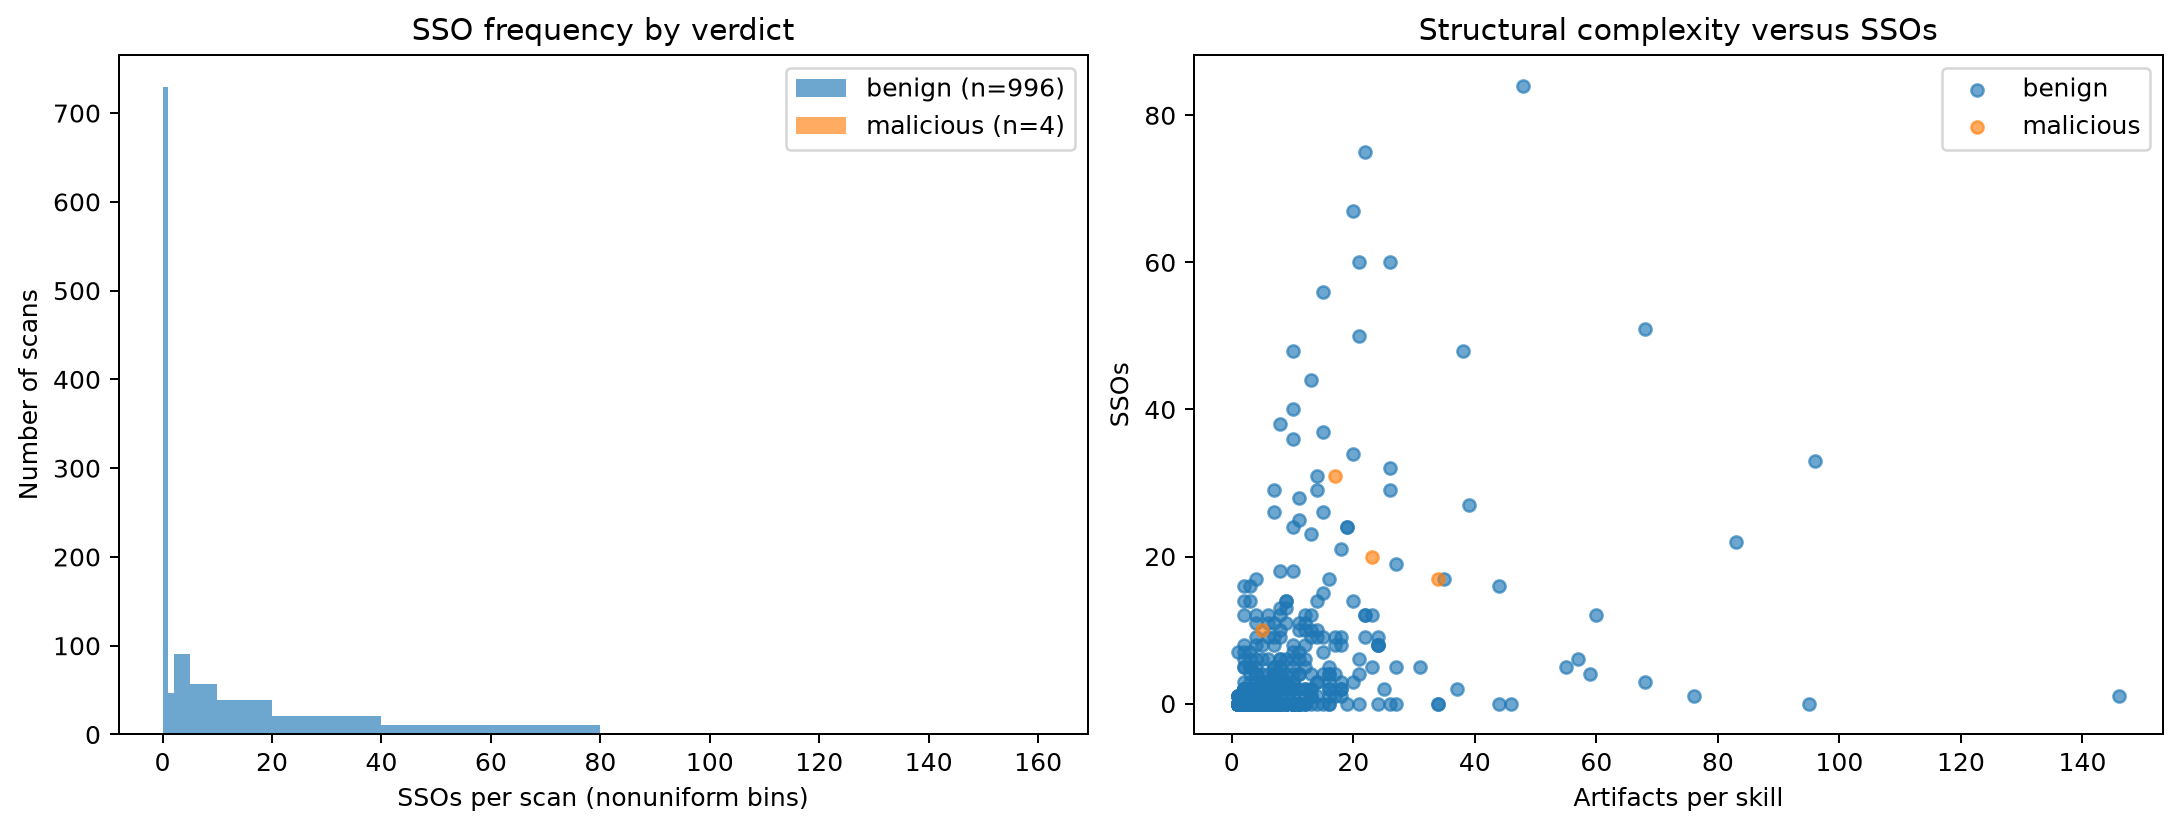 SSO frequency by verdict
benign (n=996)
malicious (n=4)
Number of scans
700
600
500
400
300
200
100
0
0 20 40 60 80 100 120 140 160
SSOs per scan (nonuniform bins)
Structural complexity versus SSOs
benign
malicious
SSOs
80
60
40
20
0
0 20 40 60 80 100 120 140
Artifacts per skill